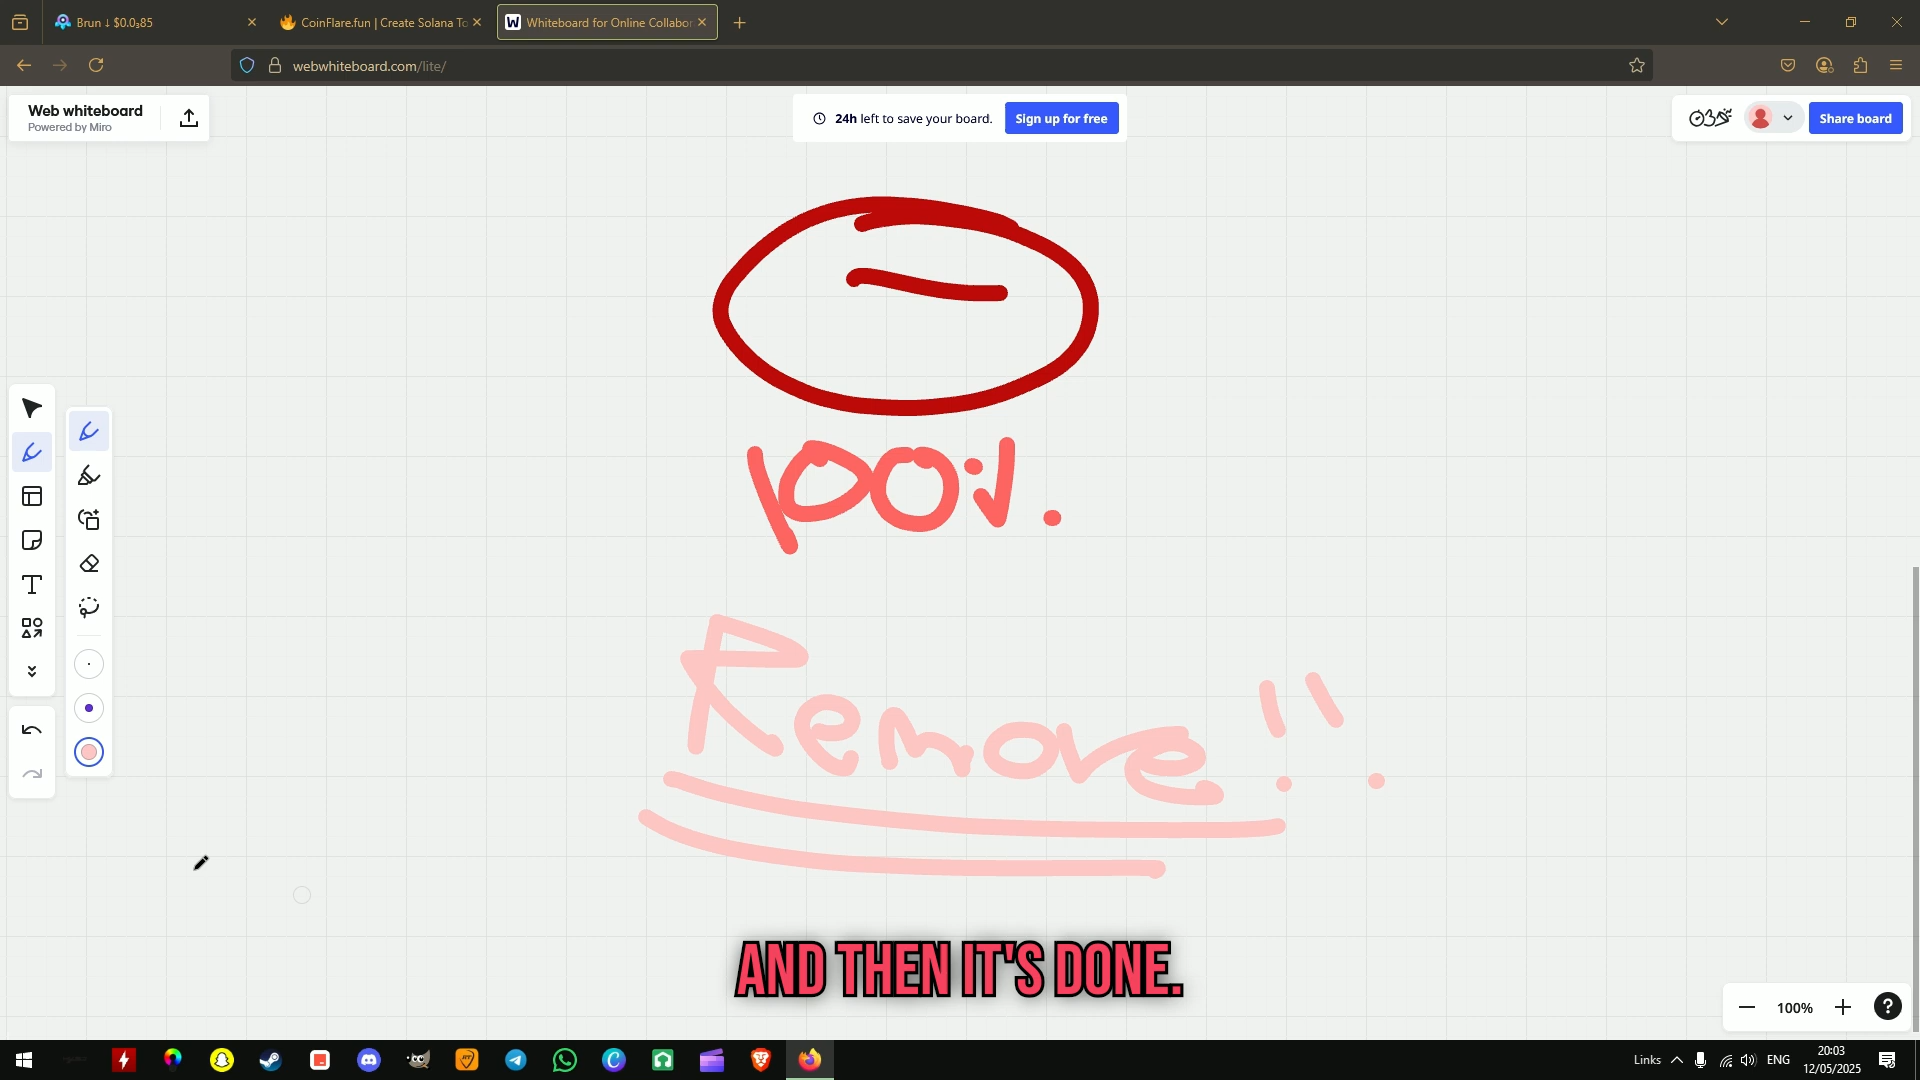 Brun ↓ $0.0₃85
CoinFlare.fun | Create Solana To
Whiteboard for Online Collabor
webwhiteboard.com/lite/
Web whiteboard
Powered by Miro
24h left to save your board.
Sign up for free
Share board
Remove!!
AND THEN IT'S DONE.
100%
Links
ENG
20:03
12/05/2025